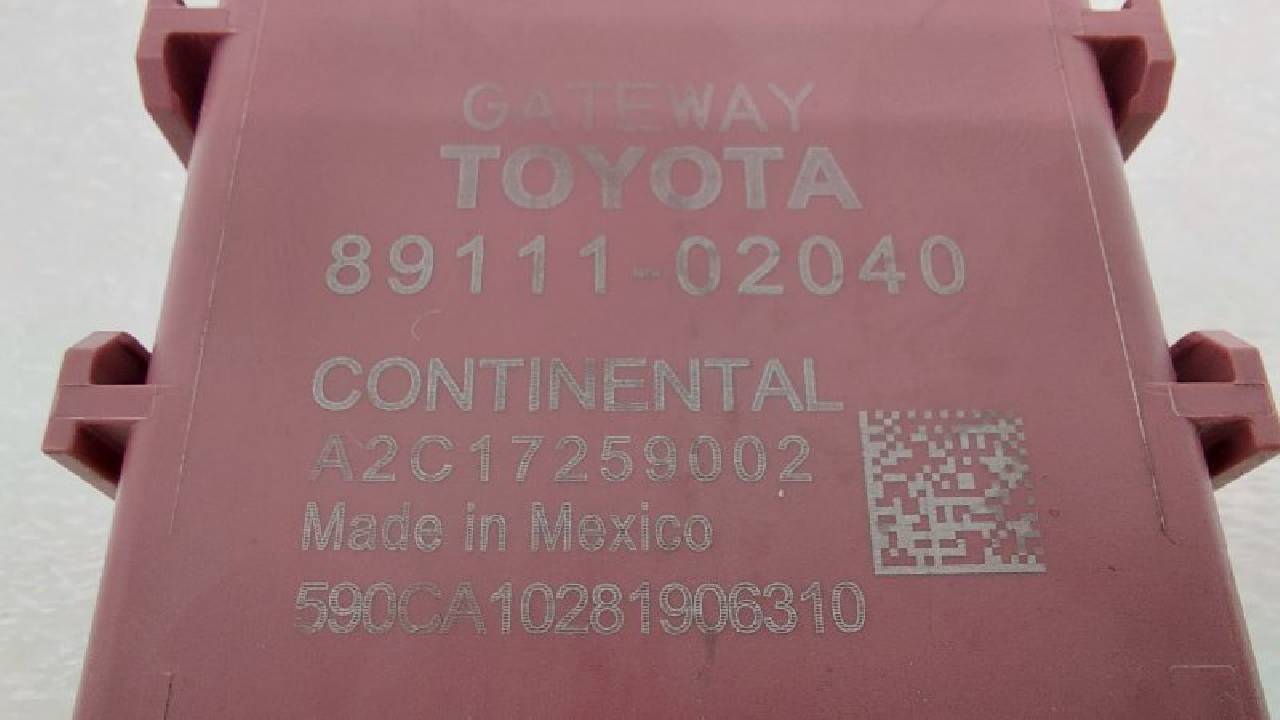 GATEWAY
TOYOTA
89111-02040
CONTINENTAL
A2C17259002
Made in Mexico
590CA10281906310